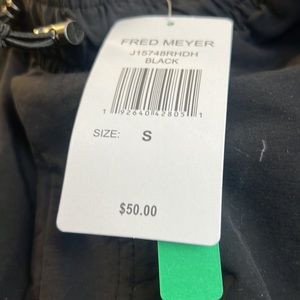 FRED MEYER
J15748RHDH
BLACK
1 92640 42805 1
SIZE: S
$50.00